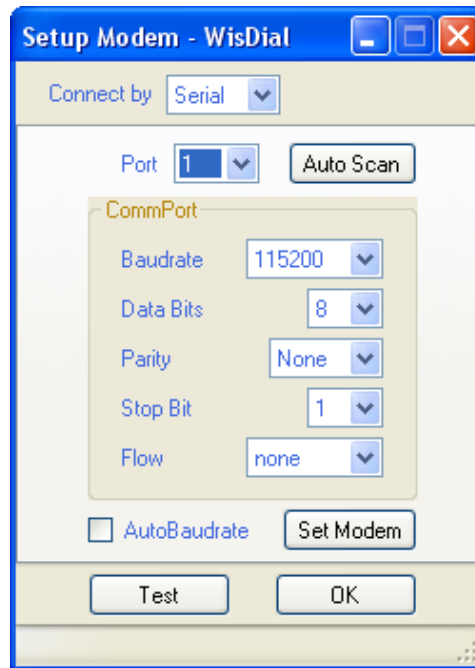 Setup Modem - WisDial
Connect by Serial
Port 1 Auto Scan
CommPort
Baudrate 115200
Data Bits 8
Parity None
Stop Bit 1
Flow none
AutoBaudrate Set Modem
Test OK